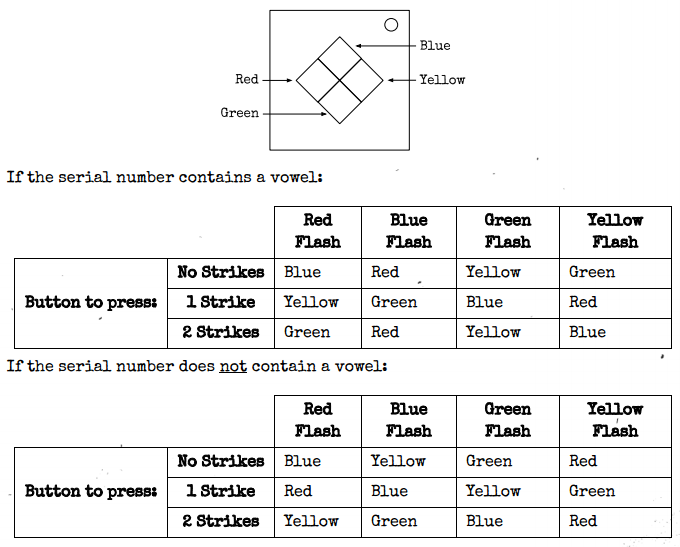 Blue
Red Yellow
Green
If the serial number contains a vowel:
Red Flash Blue Flash Green Flash Yellow Flash
Button to press:
No Strikes Blue Red Yellow Green
1 Strike Yellow Green Blue Red
2 Strikes Green Red Yellow Blue
If the serial number does not contain a vowel:
Red Flash Blue Flash Green Flash Yellow Flash
Button to press:
No Strikes Blue Yellow Green Red
1 Strike Red Blue Yellow Green
2 Strikes Yellow Green Blue Red